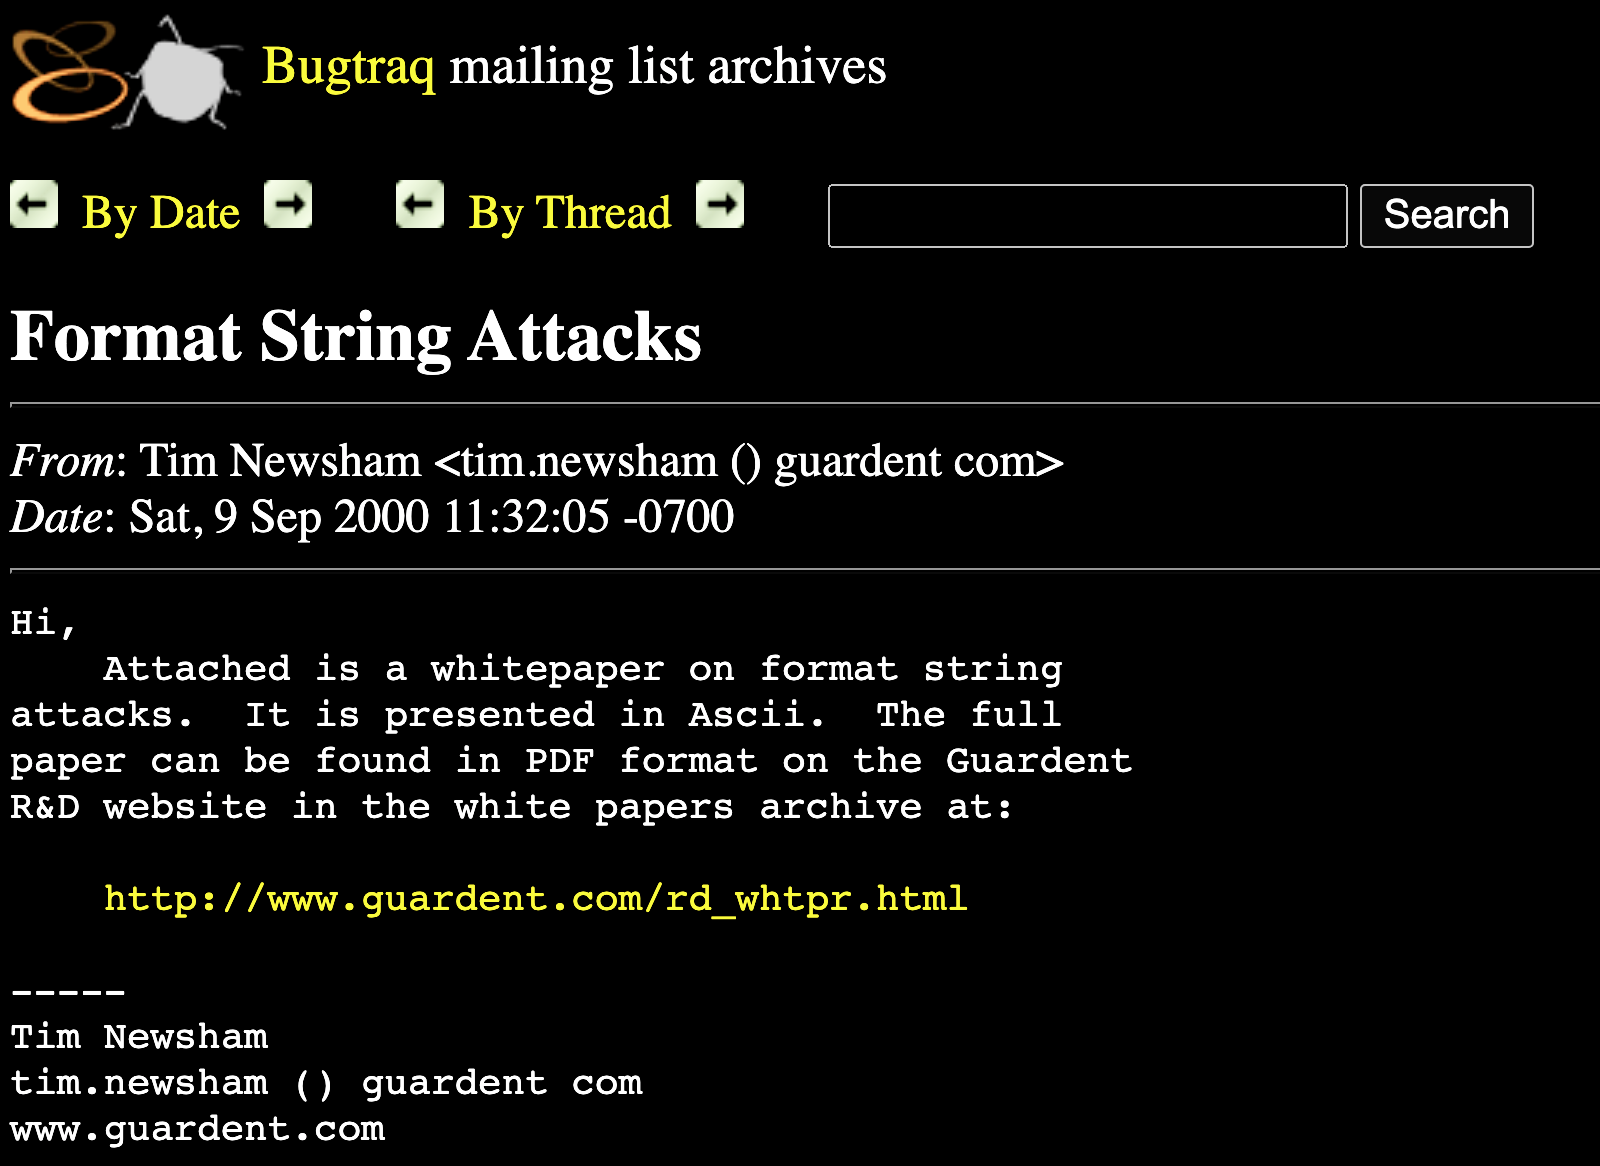 Bugtraq mailing list archives
By Date By Thread Search
Format String Attacks
From: Tim Newsham <tim.newsham () guardent com>
Date: Sat, 9 Sep 2000 11:32:05 -0700
Hi,
Attached is a whitepaper on format string
attacks.  It is presented in Ascii.  The full
paper can be found in PDF format on the Guardent
R&D website in the white papers archive at:
http://www.guardent.com/rd_whtpr.html
-----
Tim Newsham
tim.newsham () guardent com
www.guardent.com